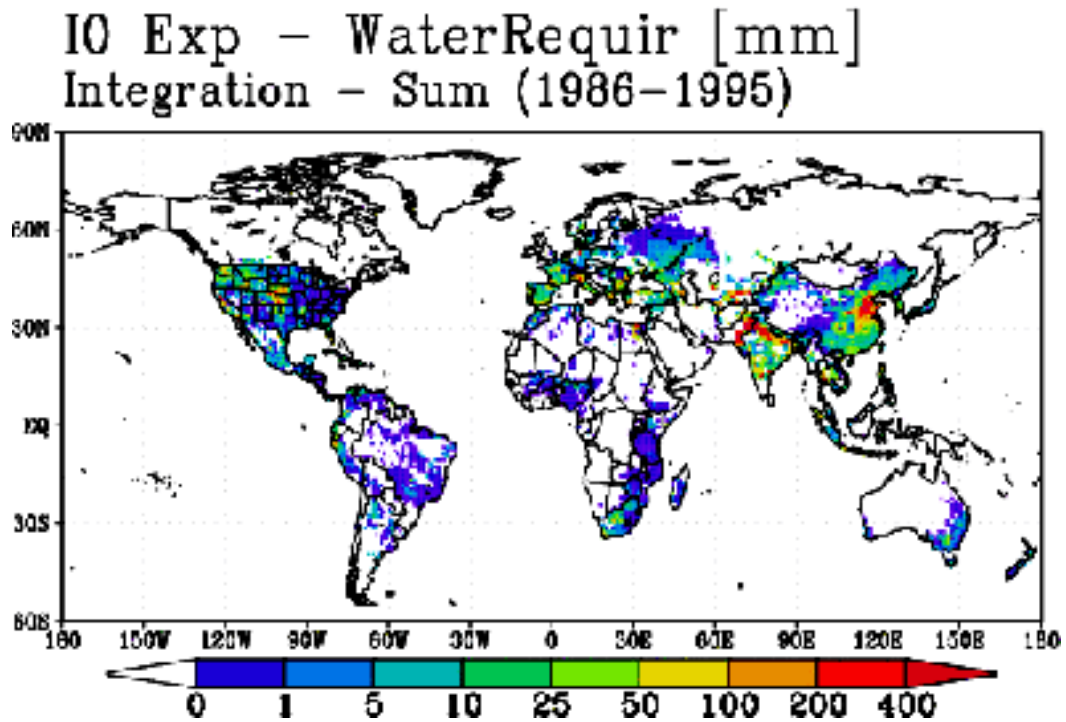 IO Exp - WaterRequir [mm]
Integration - Sum (1986-1995)
90N
60N
30N
EQ
30S
60S
180 150W 120W 90W 60W 30W 0 30E 60E 90E 120E 150E 180
0 1 5 10 25 50 100 200 400